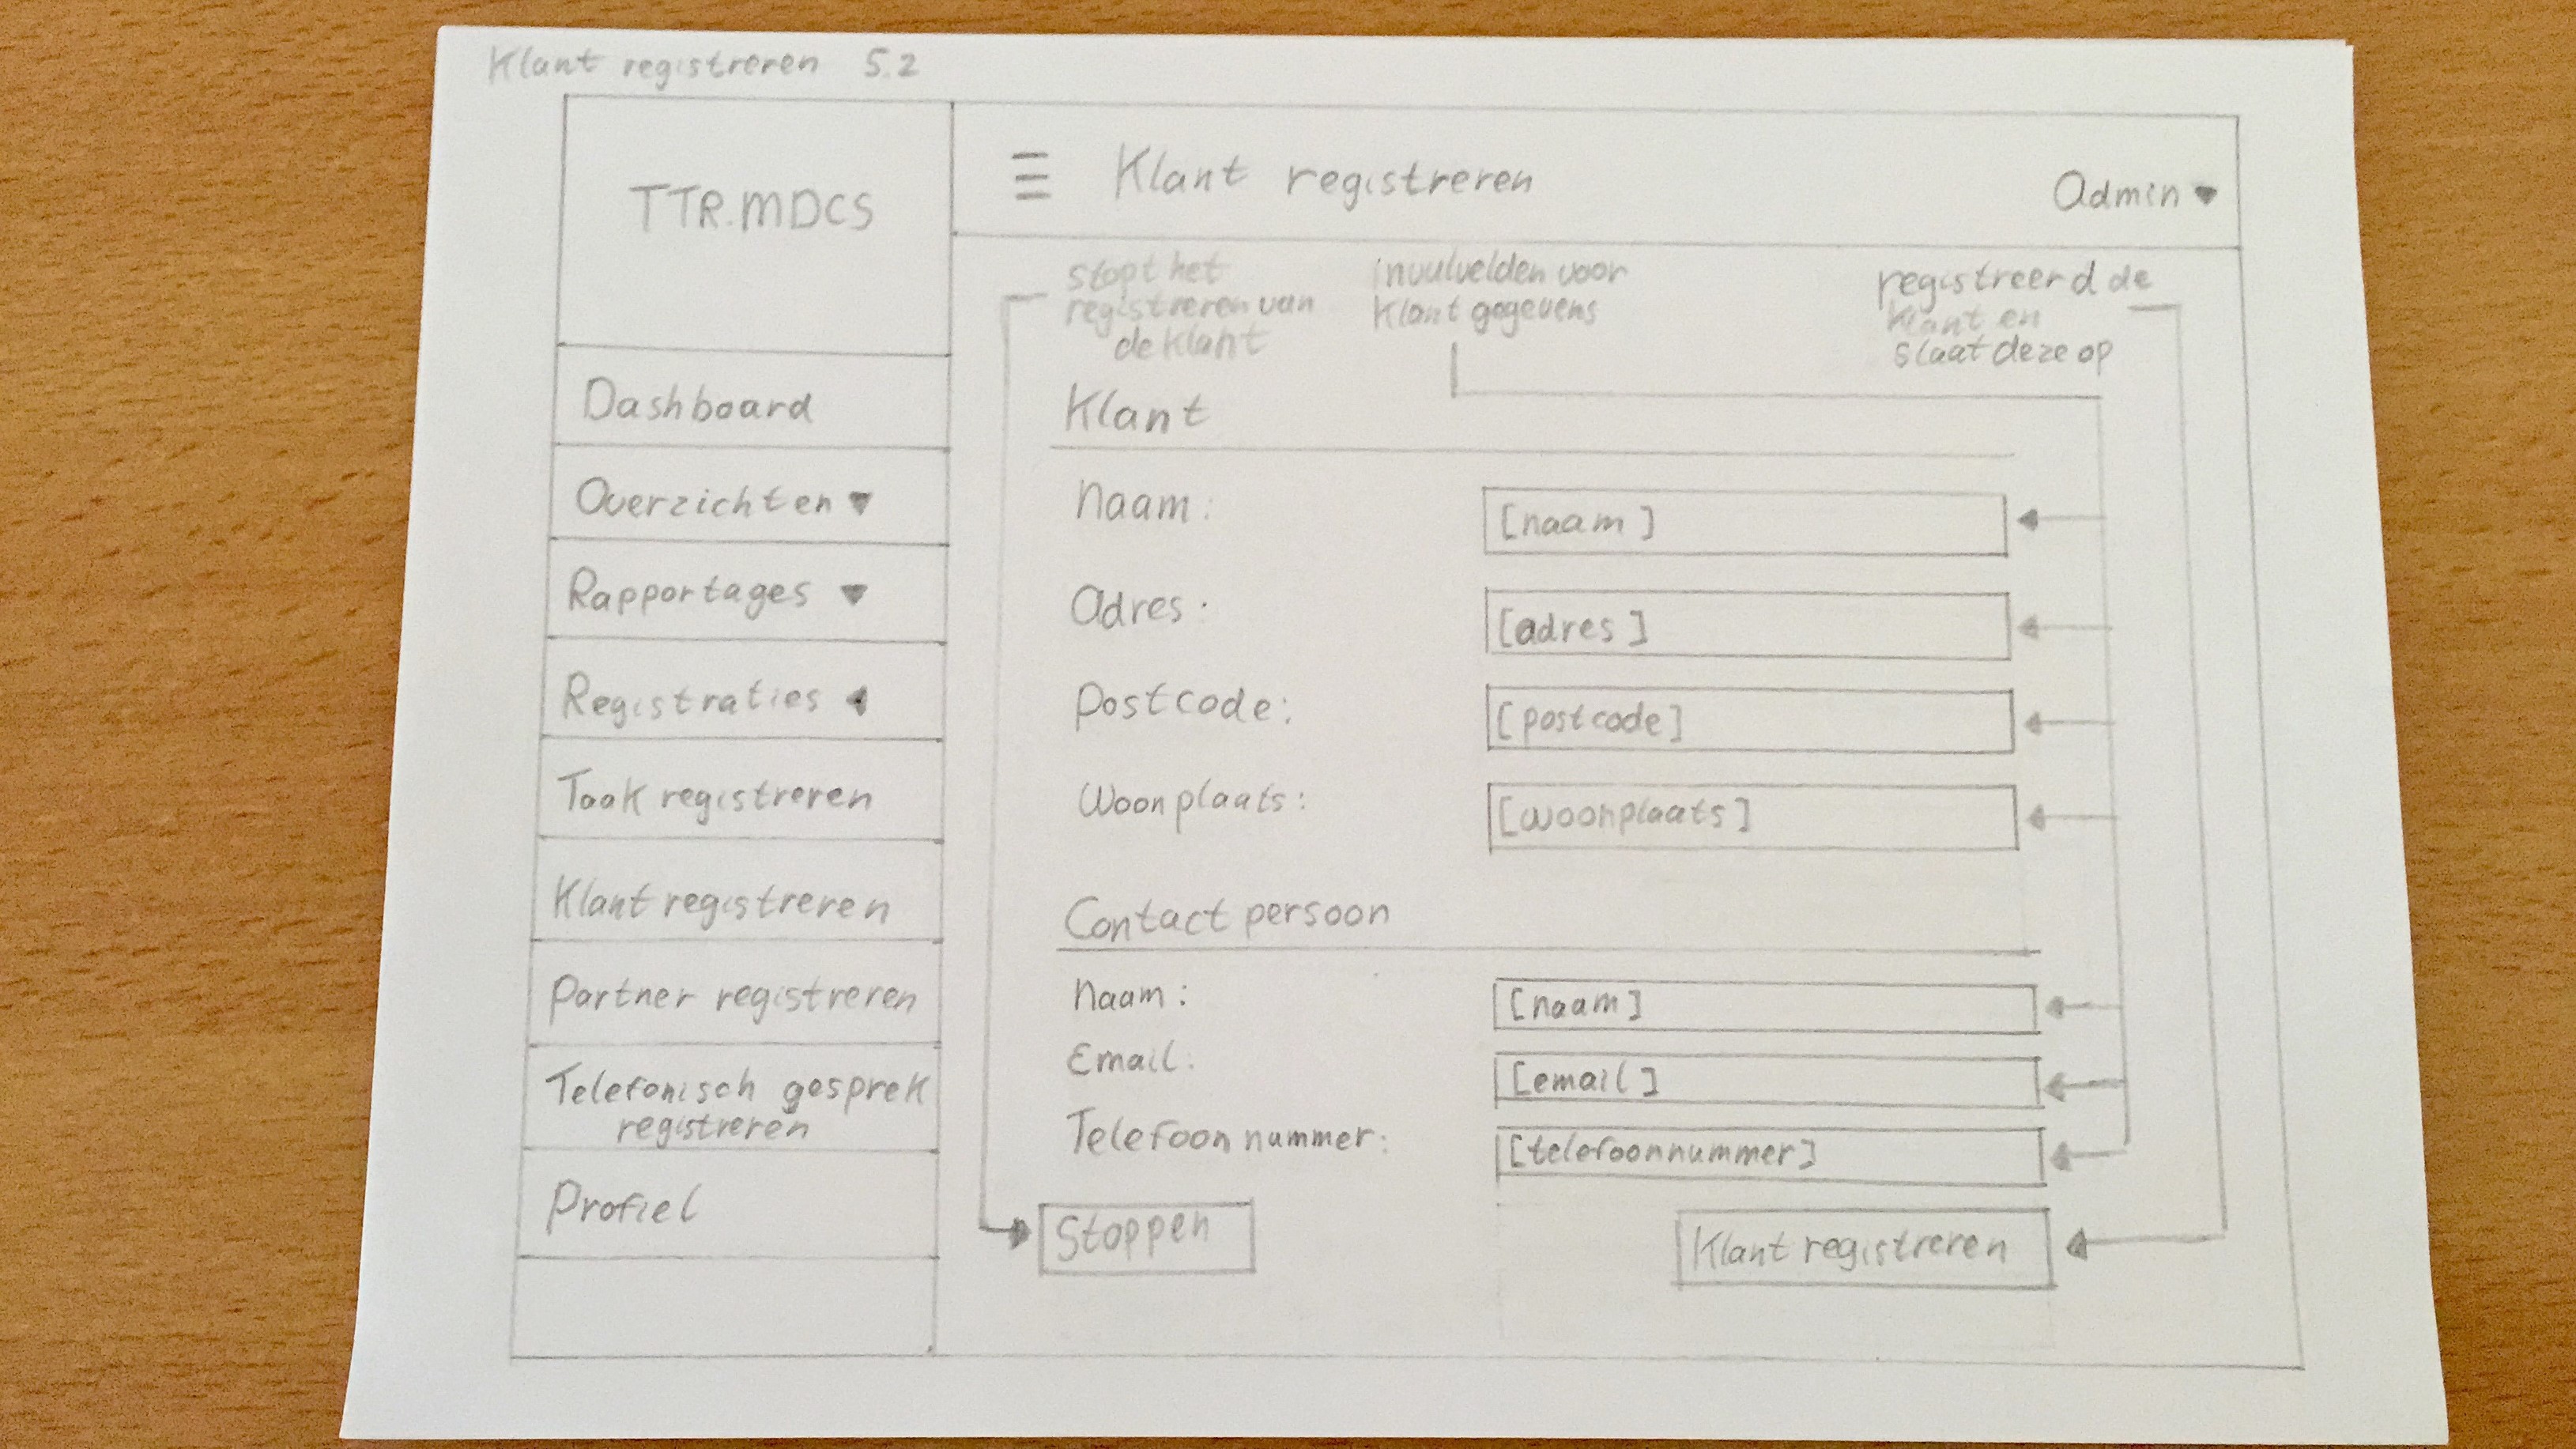 Klant registreren 5.2
TTR.MDCS
Klant registreren
Admin
Dashboard
Overzichten
Rapportages
Registraties
Taak registreren
Klant registreren
Partner registreren
Telefonisch gesprek
registreren
Profiel
stopt het
registreren van
de klant
invulvelden voor
klant gegevens
registreerd de
klant en
slaat deze op
Klant
Naam:
[naam]
Adres:
[adres]
Postcode:
[postcode]
Woonplaats:
[woonplaats]
Contact persoon
Naam:
[naam]
Email:
[email]
Telefoon nummer:
[telefoonnummer]
Stoppen
Klant registreren